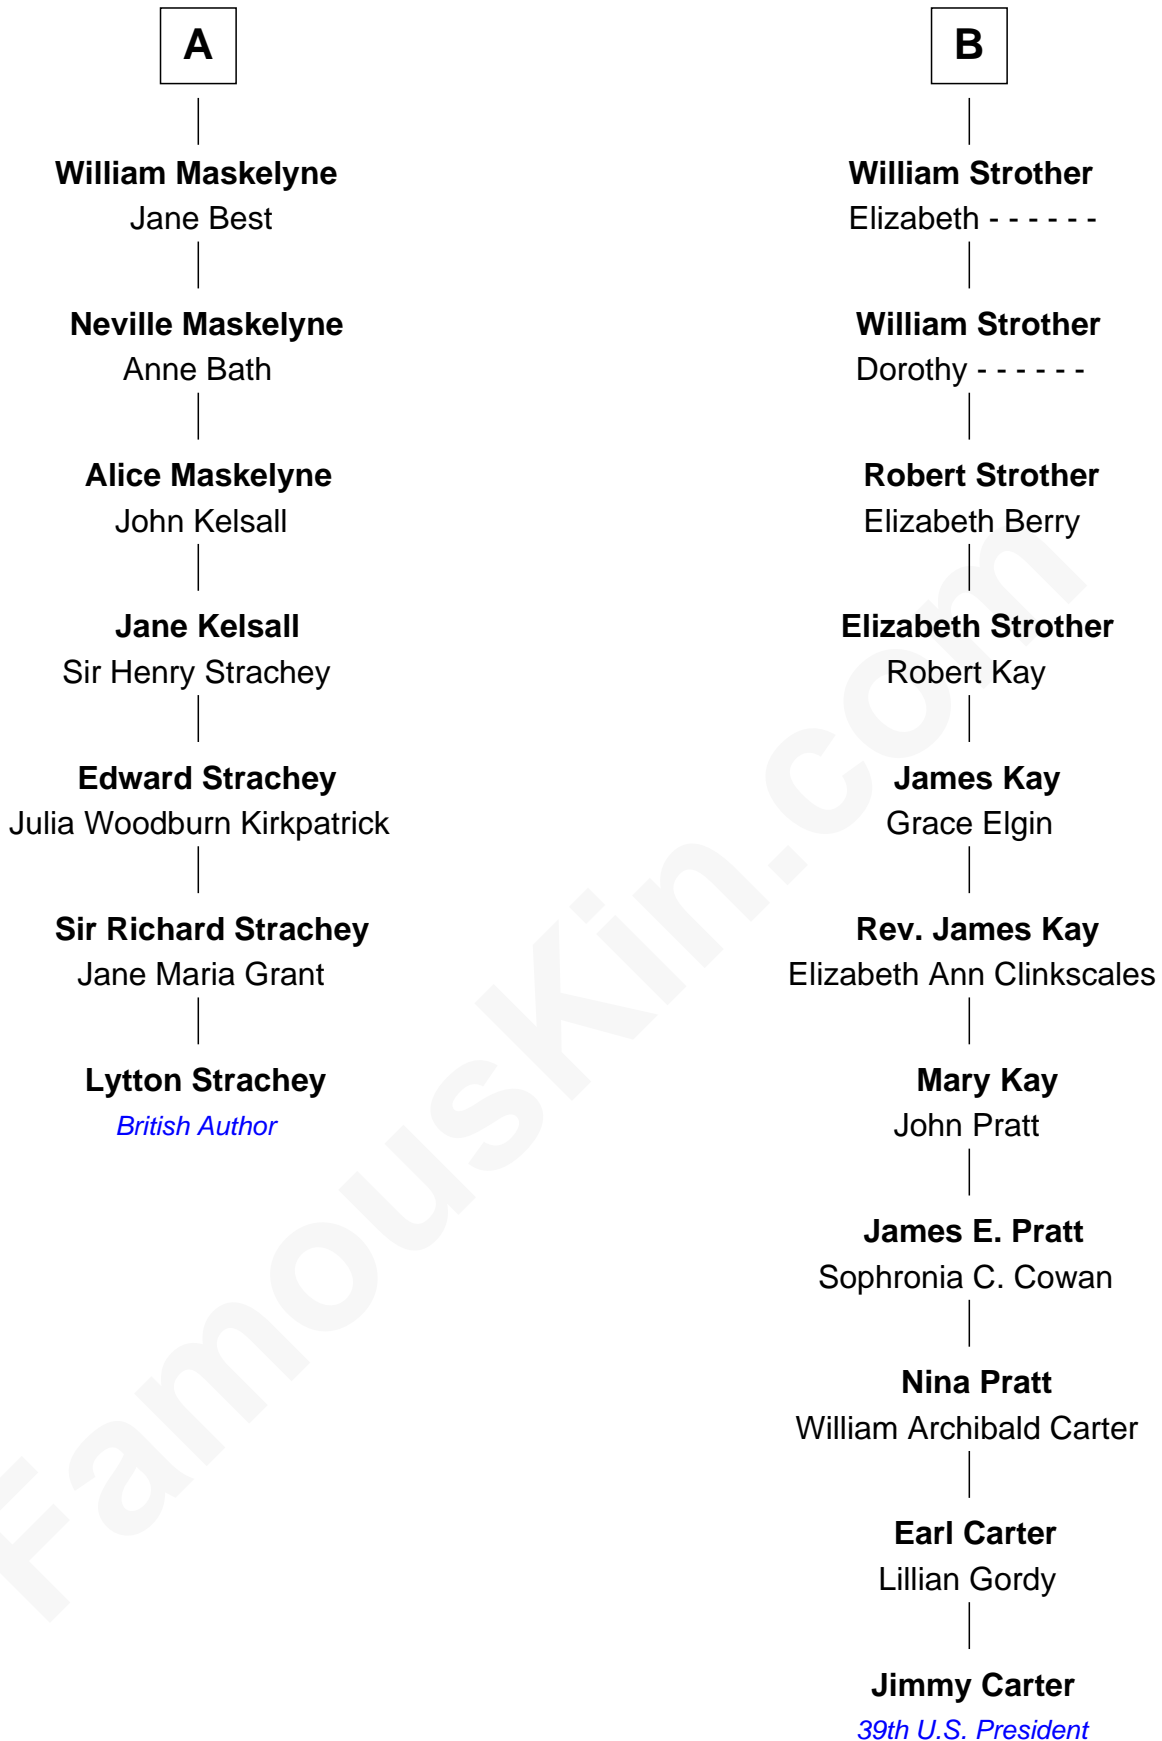 A
William Maskelyne
Jane Best
Neville Maskelyne
Anne Bath
Alice Maskelyne
John Kelsall
Jane Kelsall
Sir Henry Strachey
Edward Strachey
Julia Woodburn Kirkpatrick
Sir Richard Strachey
Jane Maria Grant
Lytton Strachey
British Author
B
William Strother
Elizabeth - - - - - -
William Strother
Dorothy - - - - - -
Robert Strother
Elizabeth Berry
Elizabeth Strother
Robert Kay
James Kay
Grace Elgin
Rev. James Kay
Elizabeth Ann Clinkscales
Mary Kay
John Pratt
James E. Pratt
Sophronia C. Cowan
Nina Pratt
William Archibald Carter
Earl Carter
Lillian Gordy
Jimmy Carter
39th U.S. President
FamousKin.com